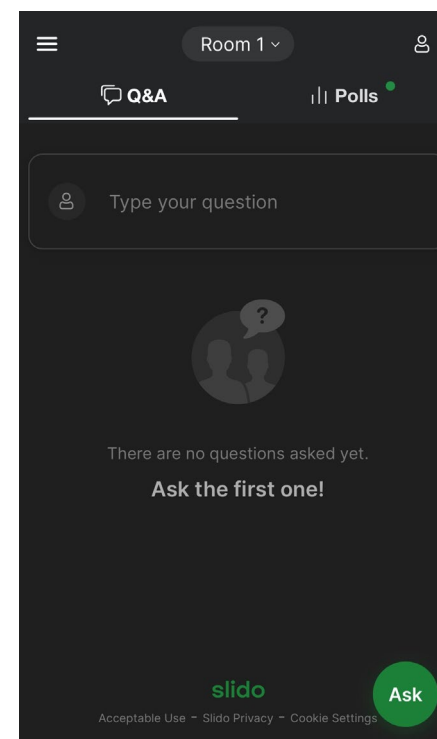 Room 1
Q&A Polls
Type your question
?
There are no questions asked yet.
Ask the first one!
slido
Ask
Acceptable Use - Slido Privacy - Cookie Settings